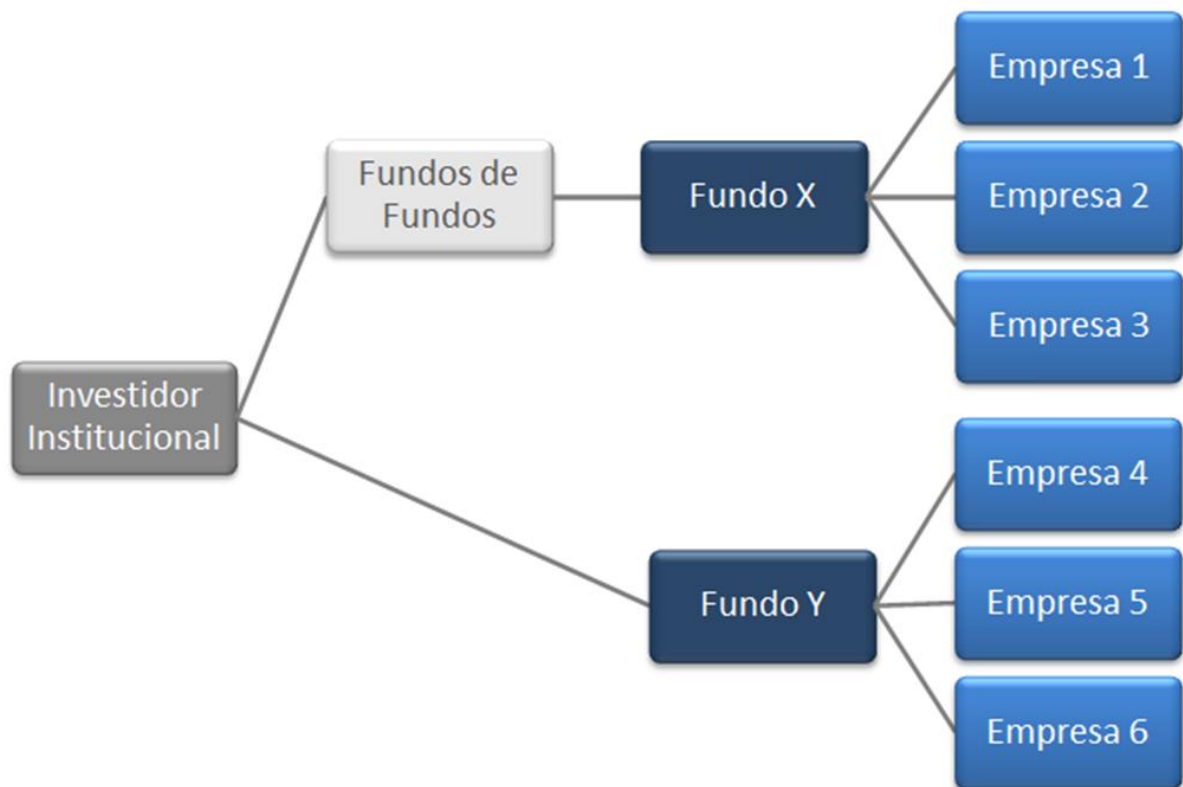 Empresa 1
Fundos de
Fundos
Fundo X
Empresa 2
Empresa 3
Investidor
Institucional
Empresa 4
Fundo Y
Empresa 5
Empresa 6